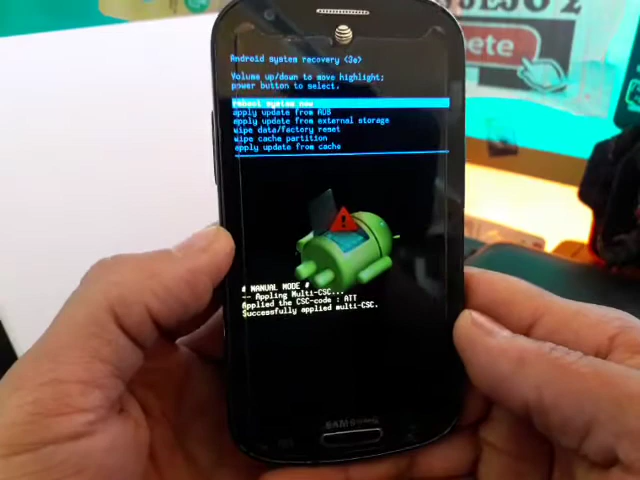 UEJO 2
ete
Android system recovery <3e>
Volume up/down to move highlight;
power button to select.
reboot system now
apply update from ADB
apply update from external storage
wipe data/factory reset
wipe cache partition
apply update from cache
# MANUAL MODE #
-- Appling Multi-CSC...
Applied the CSC-code : ATT
Successfully applied multi-CSC.
SAMSUNG